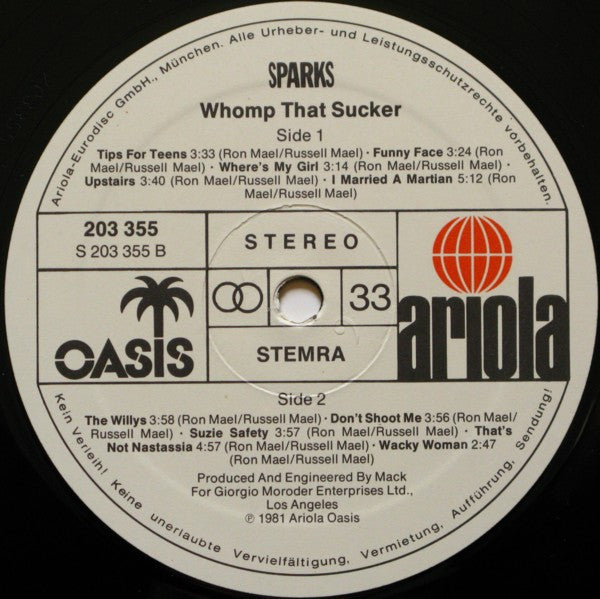 Ariola-Eurodisc GmbH., München. Alle Urheber- und Leistungsschutzrechte vorbehalten.
SPARKS
Whomp That Sucker
Side 1
Tips For Teens 3:33 (Ron Mael/Russell Mael) · Funny Face 3:24 (Ron
Mael/Russell Mael) · Where's My Girl 3:14 (Ron Mael/Russell Mael) ·
Upstairs 3:40 (Ron Mael/Russell Mael) · I Married A Martian 5:12 (Ron
Mael/Russell Mael)
203 355
S 203 355 B
STEREO
33
OASIS
STEMRA
ariola
Side 2
The Willys 3:58 (Ron Mael/Russell Mael) · Don't Shoot Me 3:56 (Ron Mael/
Russell Mael) · Suzie Safety 3:57 (Ron Mael/Russell Mael) · That's
Not Nastassia 4:57 (Ron Mael/Russell Mael) · Wacky Woman 2:47
(Ron Mael/Russell Mael)
Produced And Engineered By Mack
For Giorgio Moroder Enterprises Ltd.,
Los Angeles
℗ 1981 Ariola Oasis
Kein Verleih! Keine unerlaubte Vervielfältigung, Vermietung, Aufführung, Sendung!